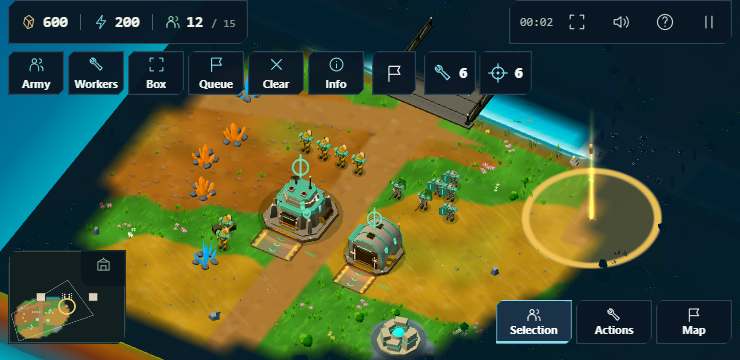 600 200 12 / 15 00:02
Army Workers Box Queue Clear Info 6 6
Selection Actions Map